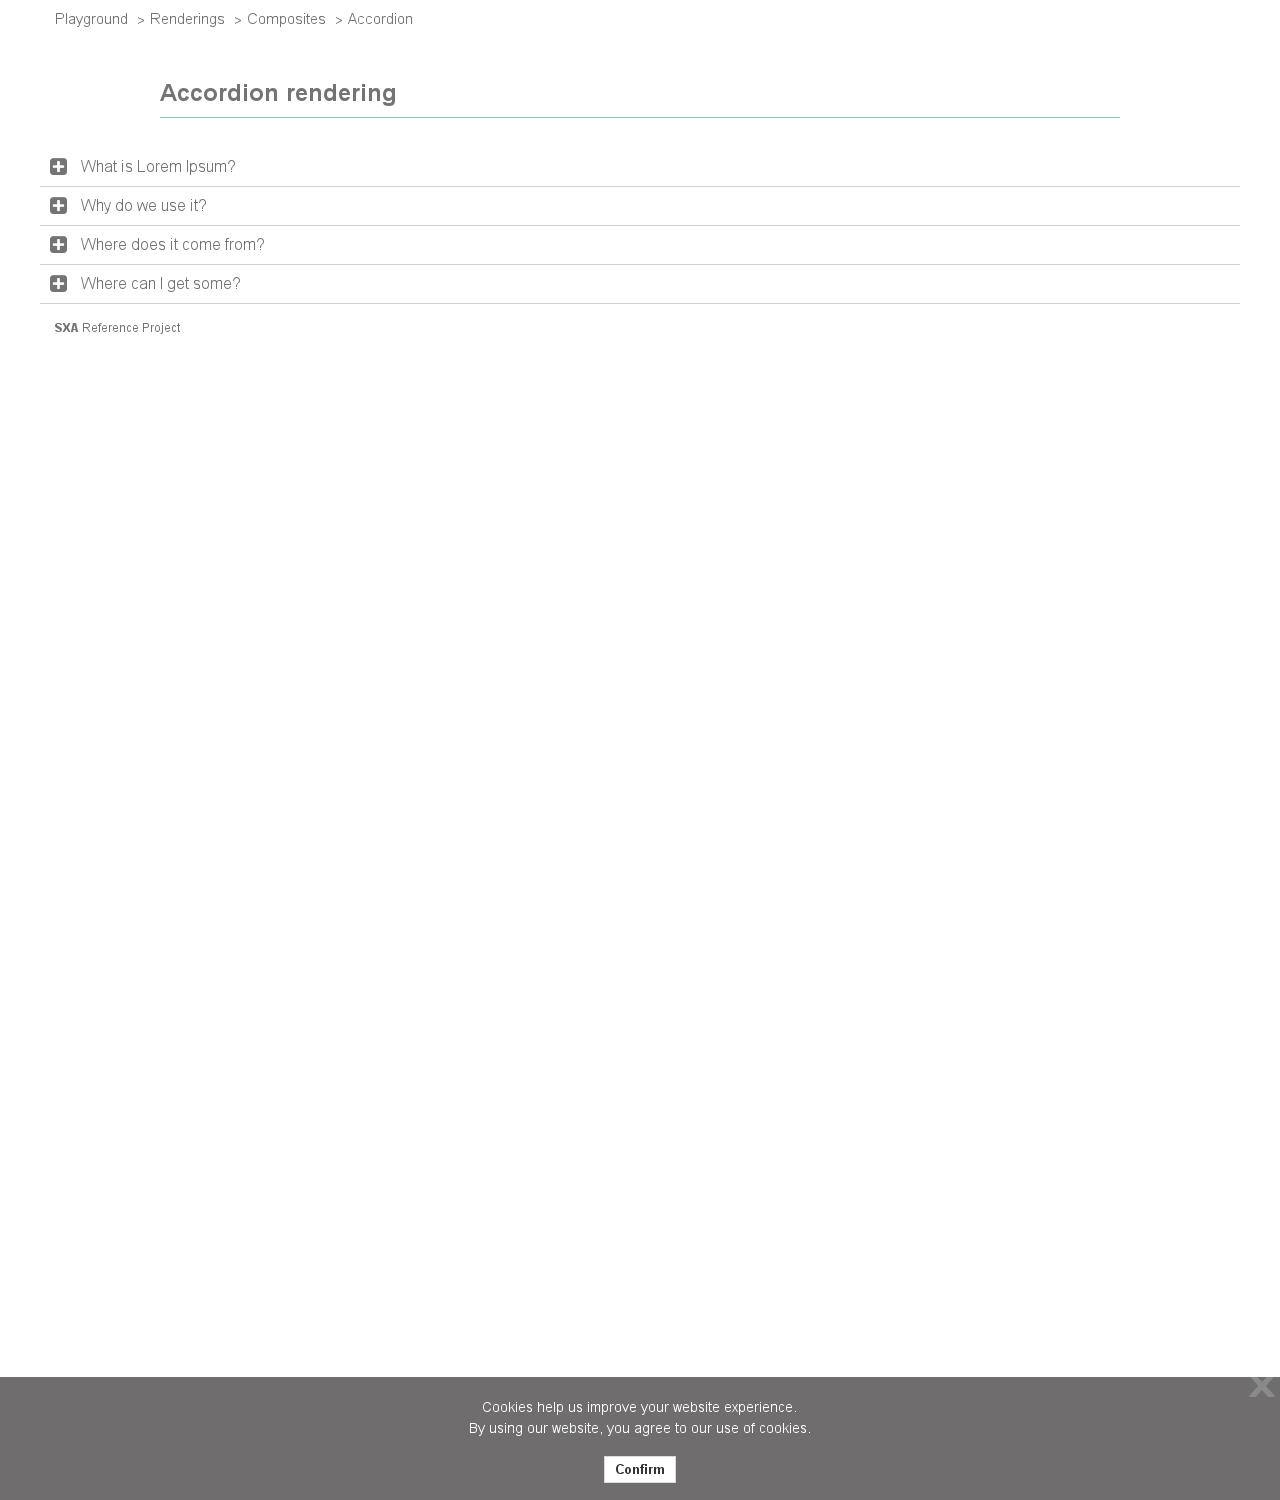 Playground > Renderings > Composites > Accordion
Accordion rendering
What is Lorem Ipsum?
Why do we use it?
Where does it come from?
Where can I get some?
SXA Reference Project
Cookies help us improve your website experience.
By using our website, you agree to our use of cookies.
Confirm